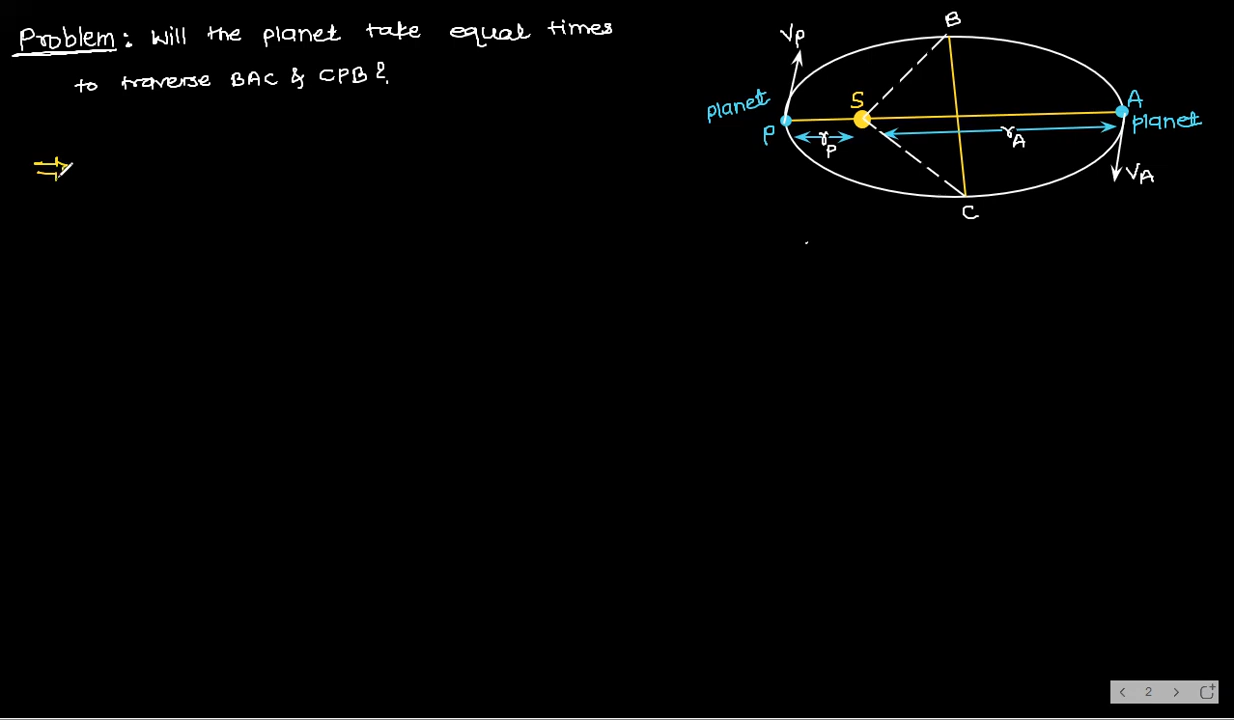 Problem: Will the planet take equal times
to traverse BAC & CPB?
B
VP
S
A
planet
planet
P
rP
rA
VA
C
2